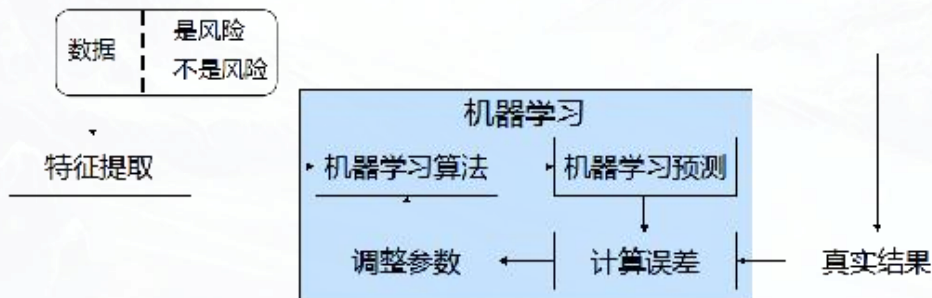 数据
是风险
不是风险
机器学习
特征提取
机器学习算法
机器学习预测
调整参数
计算误差
真实结果